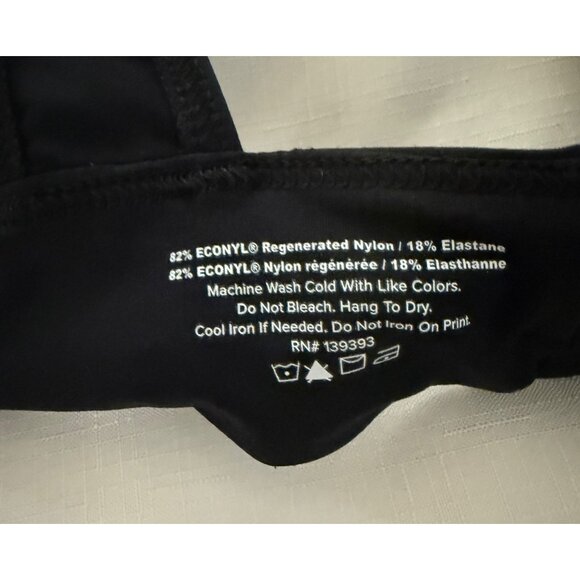 82% ECONYL® Regenerated Nylon / 18% Elastane
82% ECONYL® Nylon régénérée / 18% Elasthanne
Machine Wash Cold With Like Colors.
Do Not Bleach. Hang To Dry.
Cool Iron If Needed. Do Not Iron On Print.
RN# 139393